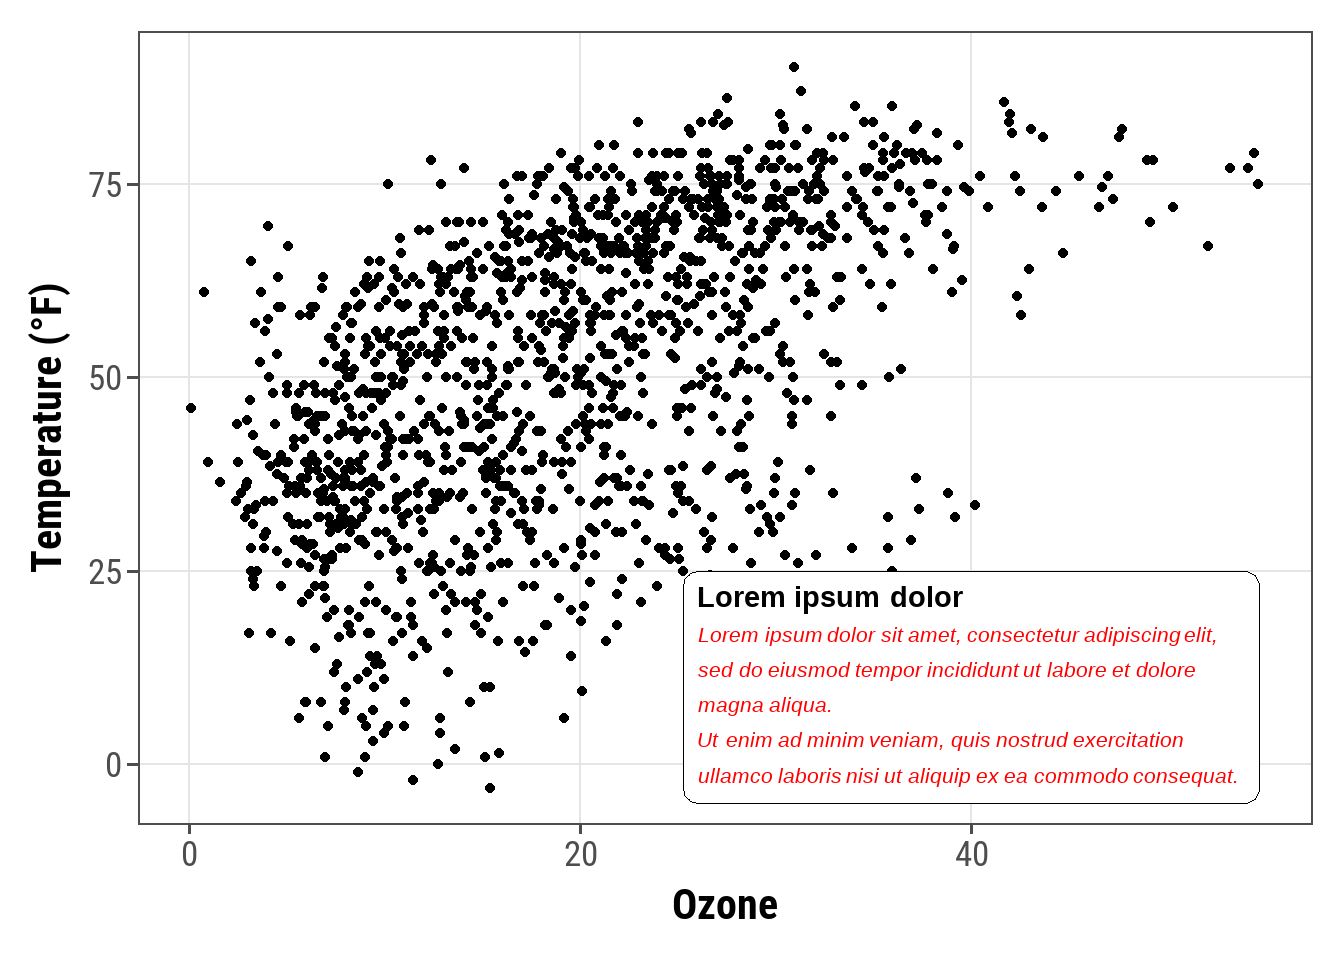 75
50
25
0
Temperature (°F)
Lorem ipsum dolor
Lorem ipsum dolor sit amet, consectetur adipiscing elit,
sed do eiusmod tempor incididunt ut labore et dolore
magna aliqua.
Ut enim ad minim veniam, quis nostrud exercitation
ullamco laboris nisi ut aliquip ex ea commodo consequat.
0 20 40
Ozone